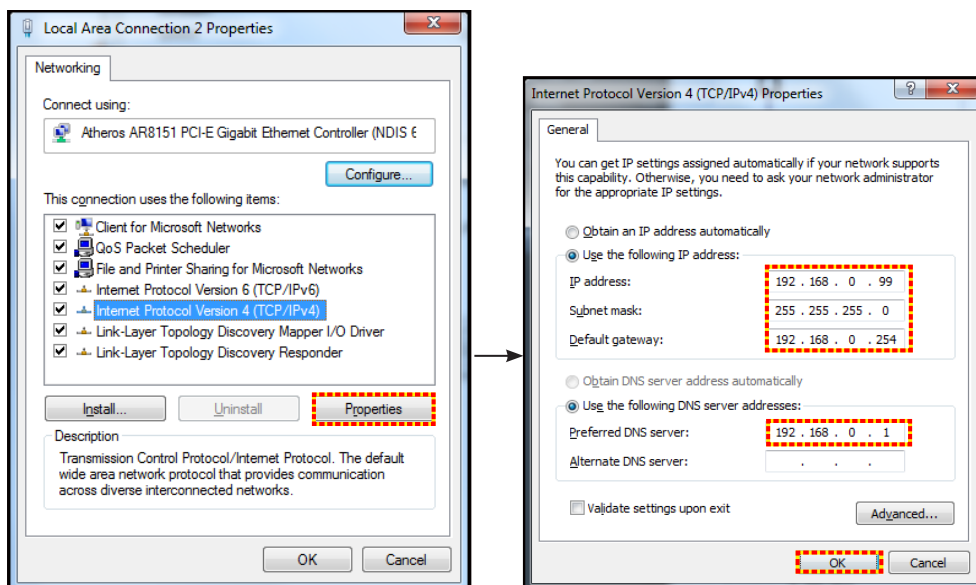 Local Area Connection 2 Properties
Networking
Connect using:
Atheros AR8151 PCI-E Gigabit Ethernet Controller (NDIS 6
Configure...
This connection uses the following items:
Client for Microsoft Networks
QoS Packet Scheduler
File and Printer Sharing for Microsoft Networks
Internet Protocol Version 6 (TCP/IPv6)
Internet Protocol Version 4 (TCP/IPv4)
Link-Layer Topology Discovery Mapper I/O Driver
Link-Layer Topology Discovery Responder
Install...
Uninstall
Properties
Description
Transmission Control Protocol/Internet Protocol. The default
wide area network protocol that provides communication
across diverse interconnected networks.
OK
Cancel
Internet Protocol Version 4 (TCP/IPv4) Properties
General
You can get IP settings assigned automatically if your network supports
this capability. Otherwise, you need to ask your network administrator
for the appropriate IP settings.
Obtain an IP address automatically
Use the following IP address:
IP address: 192 . 168 . 0 . 99
Subnet mask: 255 . 255 . 255 . 0
Default gateway: 192 . 168 . 0 . 254
Obtain DNS server address automatically
Use the following DNS server addresses:
Preferred DNS server: 192 . 168 . 0 . 1
Alternate DNS server: . . .
Validate settings upon exit
Advanced...
OK
Cancel